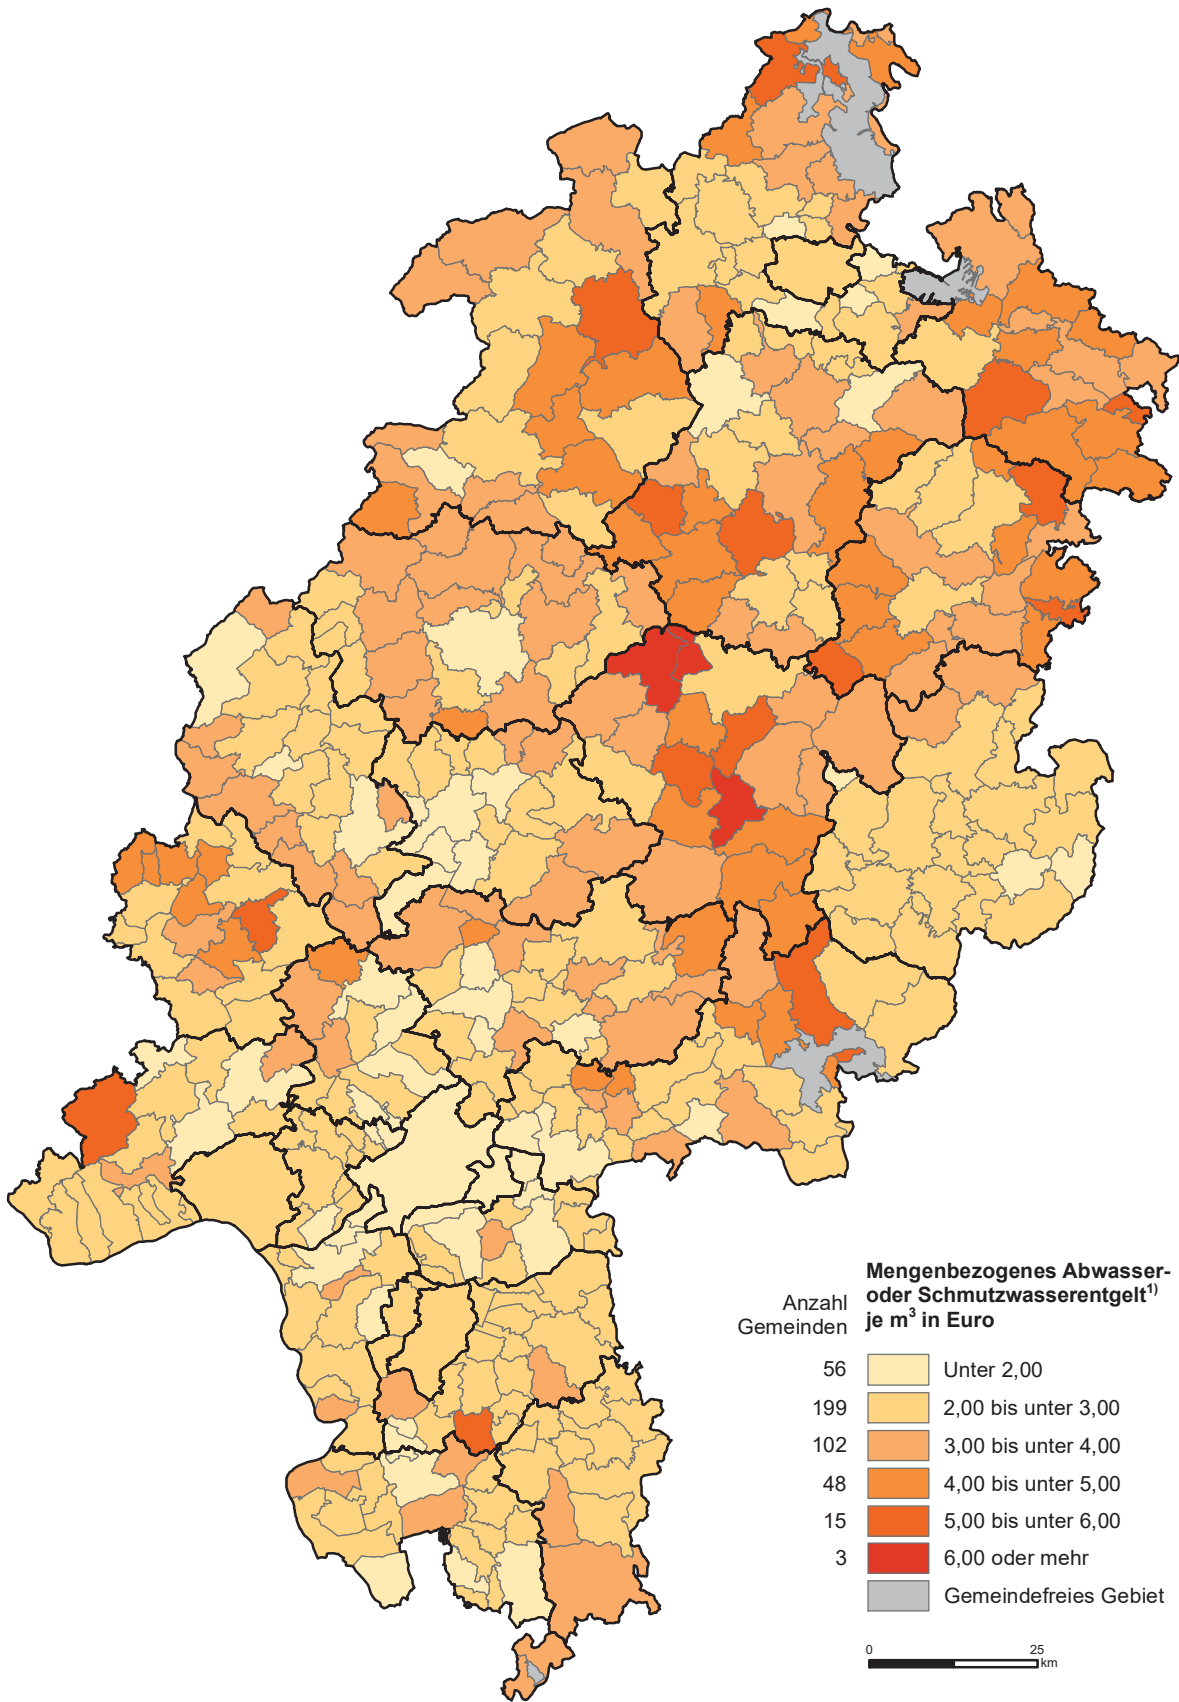 Mengenbezogenes Abwasser-
oder Schmutzwasserentgelt1)
je m³ in Euro
Anzahl
Gemeinden
56 Unter 2,00
199 2,00 bis unter 3,00
102 3,00 bis unter 4,00
48 4,00 bis unter 5,00
15 5,00 bis unter 6,00
3 6,00 oder mehr
Gemeindefreies Gebiet
0 25
km